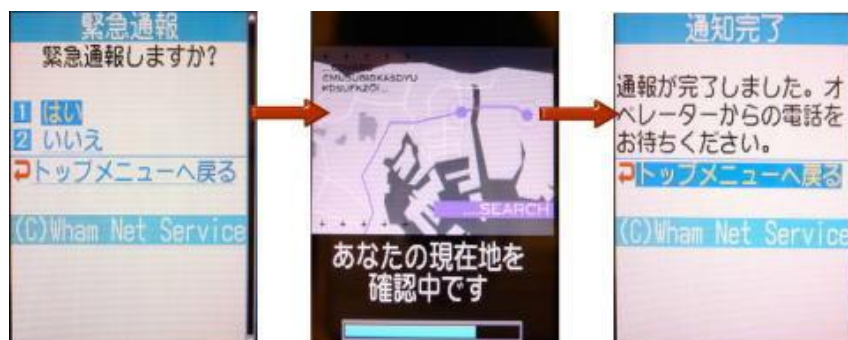 緊急通報
緊急通報しますか?
1 はい
2 いいえ
トップメニューへ戻る
(C)Wham Net Service
...SEARCH
あなたの現在地を
確認中です
通知完了
通報が完了しました。オ
ペレーターからの電話を
お待ちください。
トップメニューへ戻る
(C)Wham Net Service